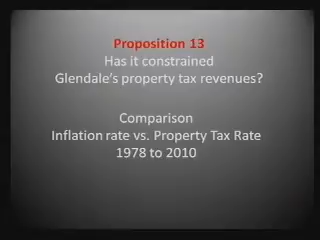 Proposition 13
Has it constrained
Glendale's property tax revenues?
Comparison
Inflation rate vs. Property Tax Rate
1978 to 2010